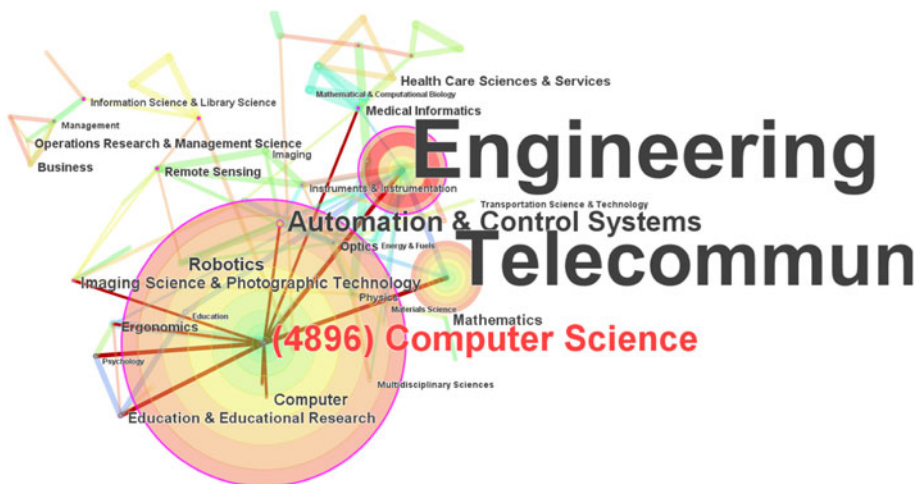 Health Care Sciences & Services
Mathematical & Computational Biology
Information Science & Library Science
Medical Informatics
Management
Engineering
Operations Research & Management Science
Imaging
Business
Remote Sensing
Instruments & Instrumentation
Transportation Science & Technology
Automation & Control Systems
Optics
Energy & Fuels
Telecommun
Robotics
Imaging Science & Photographic Technology
Physics
Materials Science
Education
Mathematics
Ergonomics
(4896) Computer Science
Psychology
Multidisciplinary Sciences
Computer
Education & Educational Research